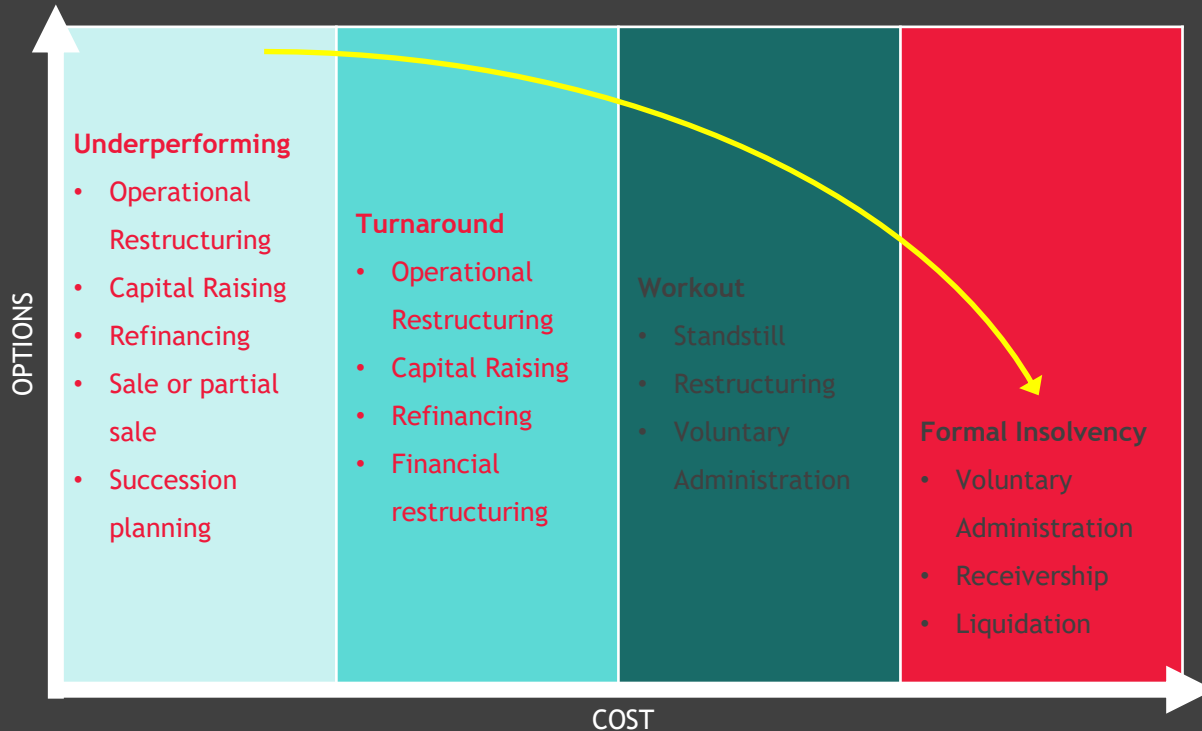 OPTIONS
Underperforming
• Operational
Restructuring
• Capital Raising
• Refinancing
• Sale or partial
sale
• Succession
planning
Turnaround
• Operational
Restructuring
• Capital Raising
• Refinancing
• Financial
restructuring
Workout
• Standstill
• Restructuring
• Voluntary
Administration
Formal Insolvency
• Voluntary
Administration
• Receivership
• Liquidation
COST